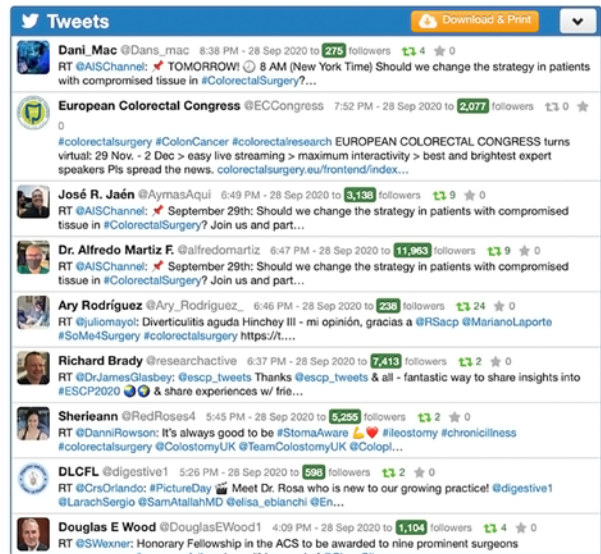 Tweets
Download & Print
Dani_Mac @Dans_mac 8:38 PM - 28 Sep 2020 to 275 followers 4 0
RT @AISChannel: 📌 TOMORROW! 🕗 8 AM (New York Time) Should we change the strategy in patients
with compromised tissue in #ColorectalSurgery?...
European Colorectal Congress @ECCongress 7:52 PM - 28 Sep 2020 to 2,077 followers 0
0
#colorectalsurgery #ColonCancer #colorectalresearch EUROPEAN COLORECTAL CONGRESS turns
virtual: 29 Nov. - 2 Dec > easy live streaming > maximum interactivity > best and brightest expert
speakers Pls spread the news. colorectalsurgery.eu/frontend/index...
José R. Jaén @AymasAqui 6:49 PM - 28 Sep 2020 to 3,138 followers 9 0
RT @AISChannel: 📌 September 29th: Should we change the strategy in patients with compromised
tissue in #ColorectalSurgery? Join us and part...
Dr. Alfredo Martiz F. @alfredomartiz 6:47 PM - 28 Sep 2020 to 11,963 followers 9 0
RT @AISChannel: 📌 September 29th: Should we change the strategy in patients with compromised
tissue in #ColorectalSurgery? Join us and part...
Ary Rodríguez @Ary_Rodriguez_ 6:46 PM - 28 Sep 2020 to 238 followers 24 0
RT @juliomayol: Diverticulitis aguda Hinchey III - mi opinión, gracias a @RSacp @MarianoLaporte
#SoMe4Surgery #colorectalsurgery https://t....
Richard Brady @researchactive 6:37 PM - 28 Sep 2020 to 7,413 followers 2 0
RT @DrJamesGlasbey: @escp_tweets Thanks @escp_tweets & all - fantastic way to share insights into
#ESCP2020 🌏🌍 & share experiences w/ frie...
Sherieann @RedRoses4 5:45 PM - 28 Sep 2020 to 5,255 followers 2 0
RT @DanniRowson: It's always good to be #StomaAware 💪❤️ #ileostomy #chronicillness
#colorectalsurgery @ColostomyUK @TeamColostomyUK @Colopl...
DLCFL @digestive1 5:26 PM - 28 Sep 2020 to 598 followers 2 0
RT @CrsOrlando: #PictureDay 🎬 Meet Dr. Rosa who is new to our growing practice! @digestive1
@LarachSergio @SamAtallahMD @elisa_ebianchi @En...
Douglas E Wood @DouglasEWood1 4:09 PM - 28 Sep 2020 to 1,104 followers 4 0
RT @SWexner: Honorary Fellowship in the ACS to be awarded to nine prominent surgeons